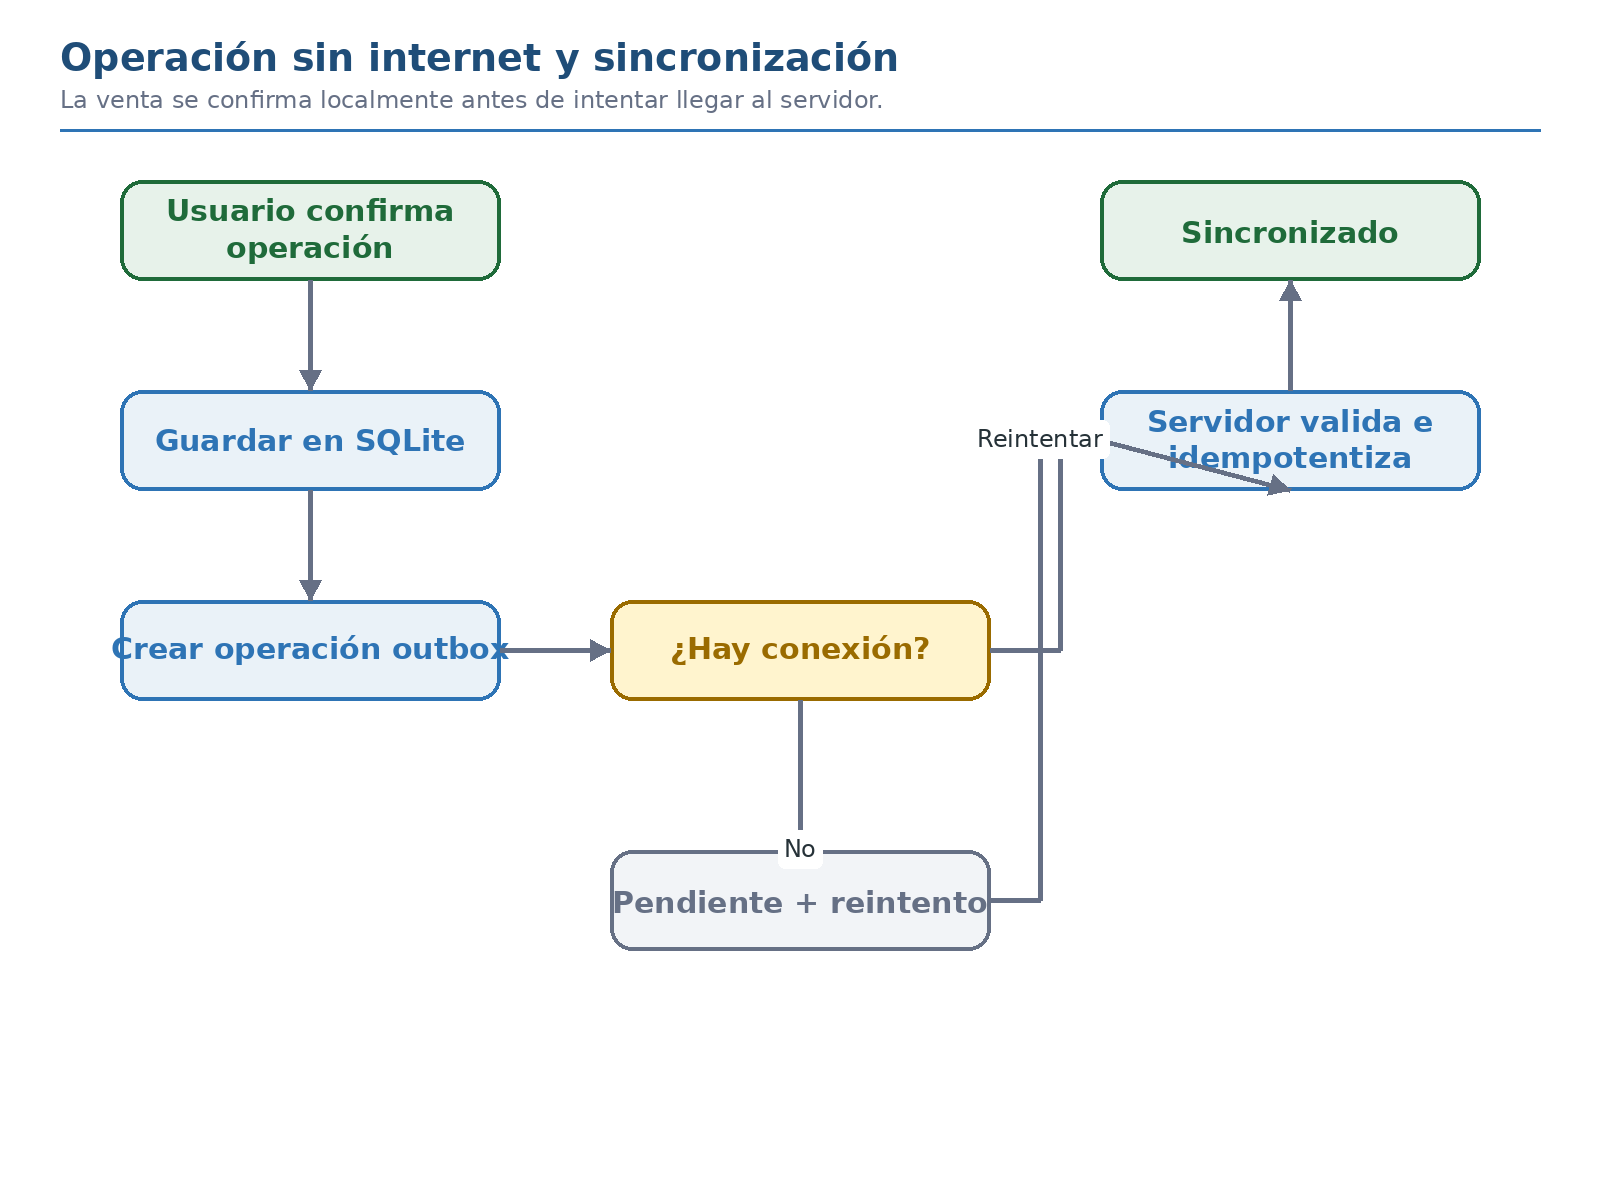 Operación sin internet y sincronización
La venta se confirma localmente antes de intentar llegar al servidor.
Usuario confirma
operación
Sincronizado
Guardar en SQLite
Reintentar
Servidor valida e
idempotentiza
Crear operación outbox
¿Hay conexión?
No
Pendiente + reintento